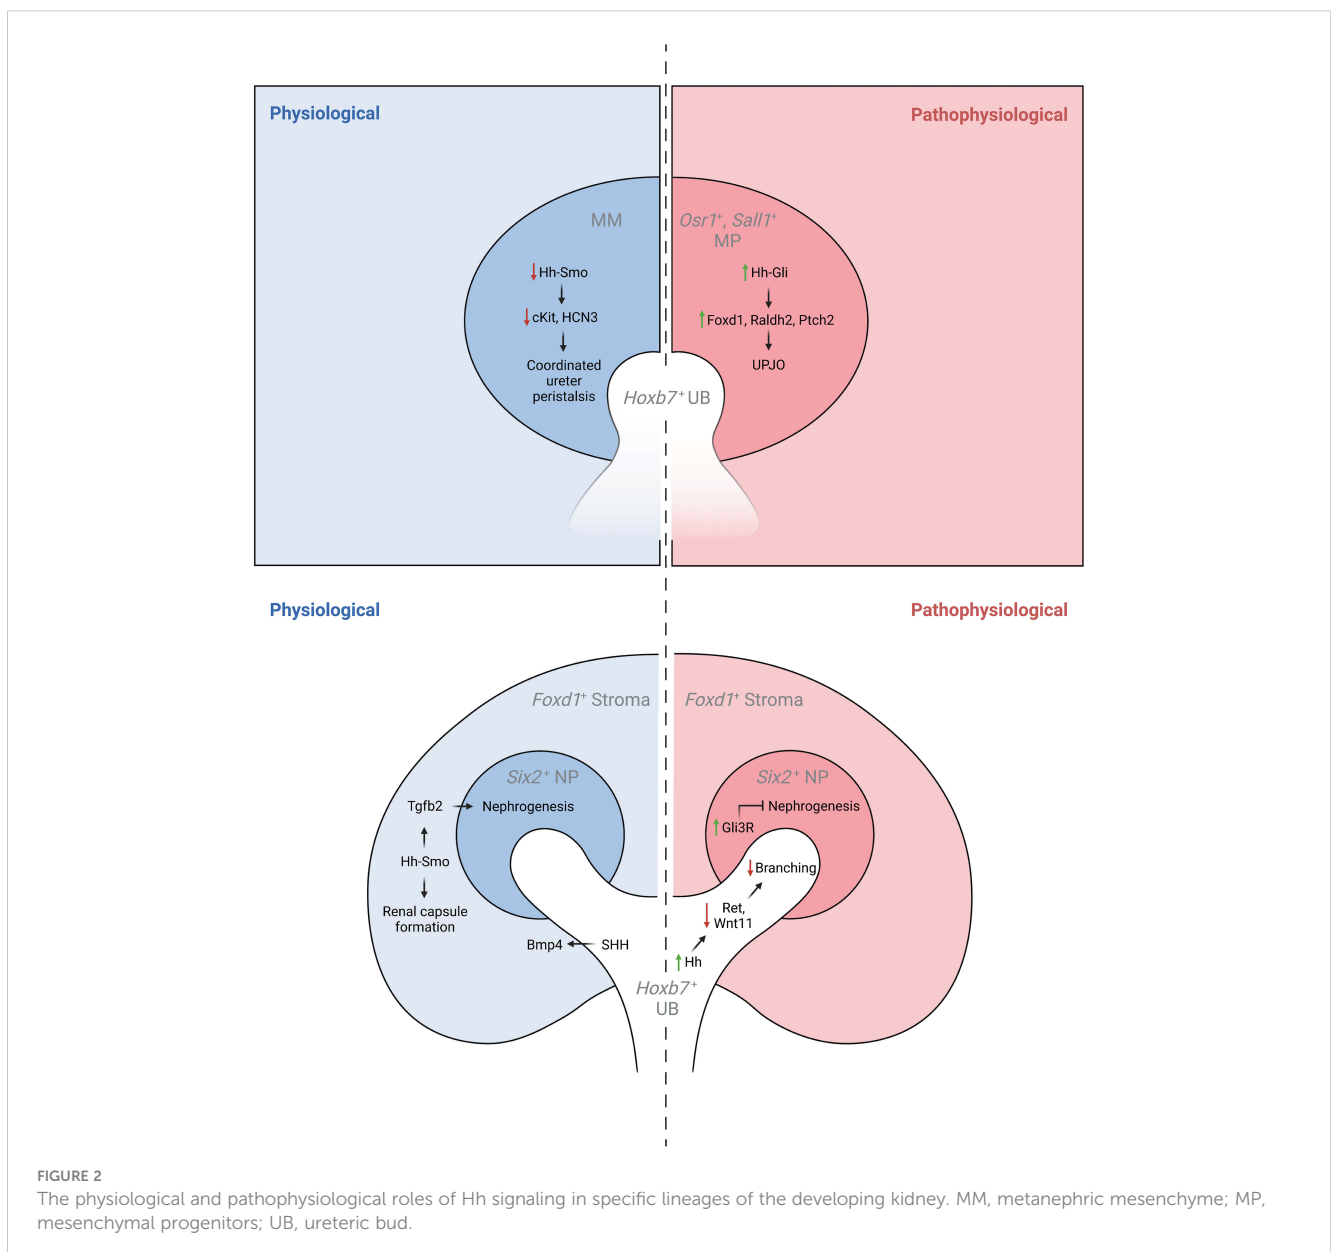 Physiological
Pathophysiological
MM
Hh-Smo
cKit, HCN3
Coordinated
ureter
peristalsis
Osr1⁺, Sall1⁺
MP
Hh-Gli
Foxd1, Raldh2, Ptch2
UPJO
Hoxb7⁺ UB
Physiological
Pathophysiological
Foxd1⁺ Stroma
Six2⁺ NP
Tgfb2
Nephrogenesis
Hh-Smo
Renal capsule
formation
Bmp4
SHH
Foxd1⁺ Stroma
Six2⁺ NP
Nephrogenesis
Gli3R
Branching
Ret,
Wnt11
Hh
Hoxb7⁺
UB
FIGURE 2
The physiological and pathophysiological roles of Hh signaling in specific lineages of the developing kidney. MM, metanephric mesenchyme; MP,
mesenchymal progenitors; UB, ureteric bud.